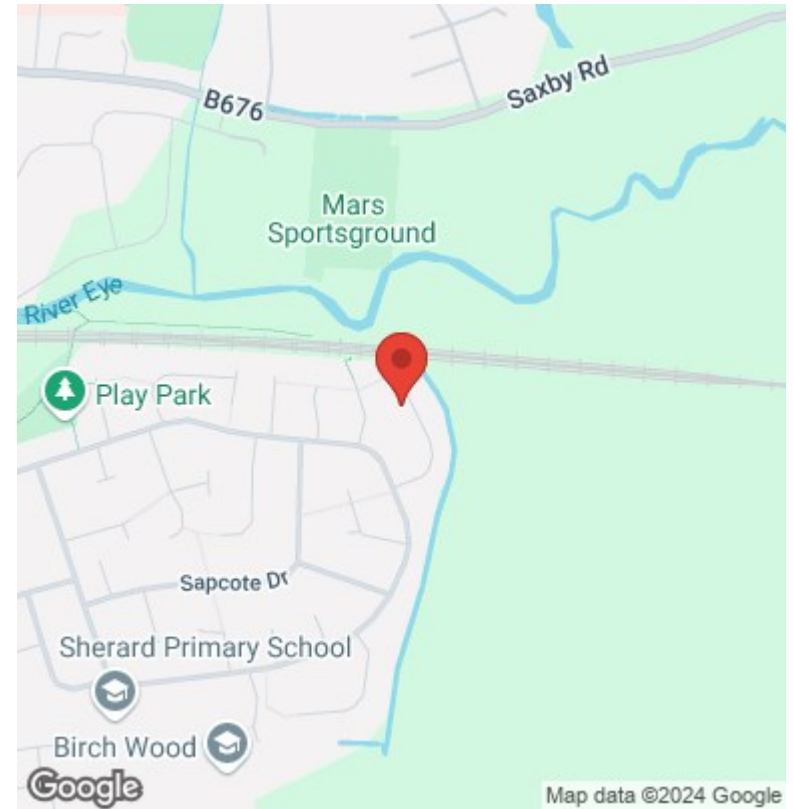 B676
Saxby Rd
Mars
Sportsground
River Eye
Play Park
Sapcote Dr
Sherard Primary School
Birch Wood
Google
Map data ©2024 Google